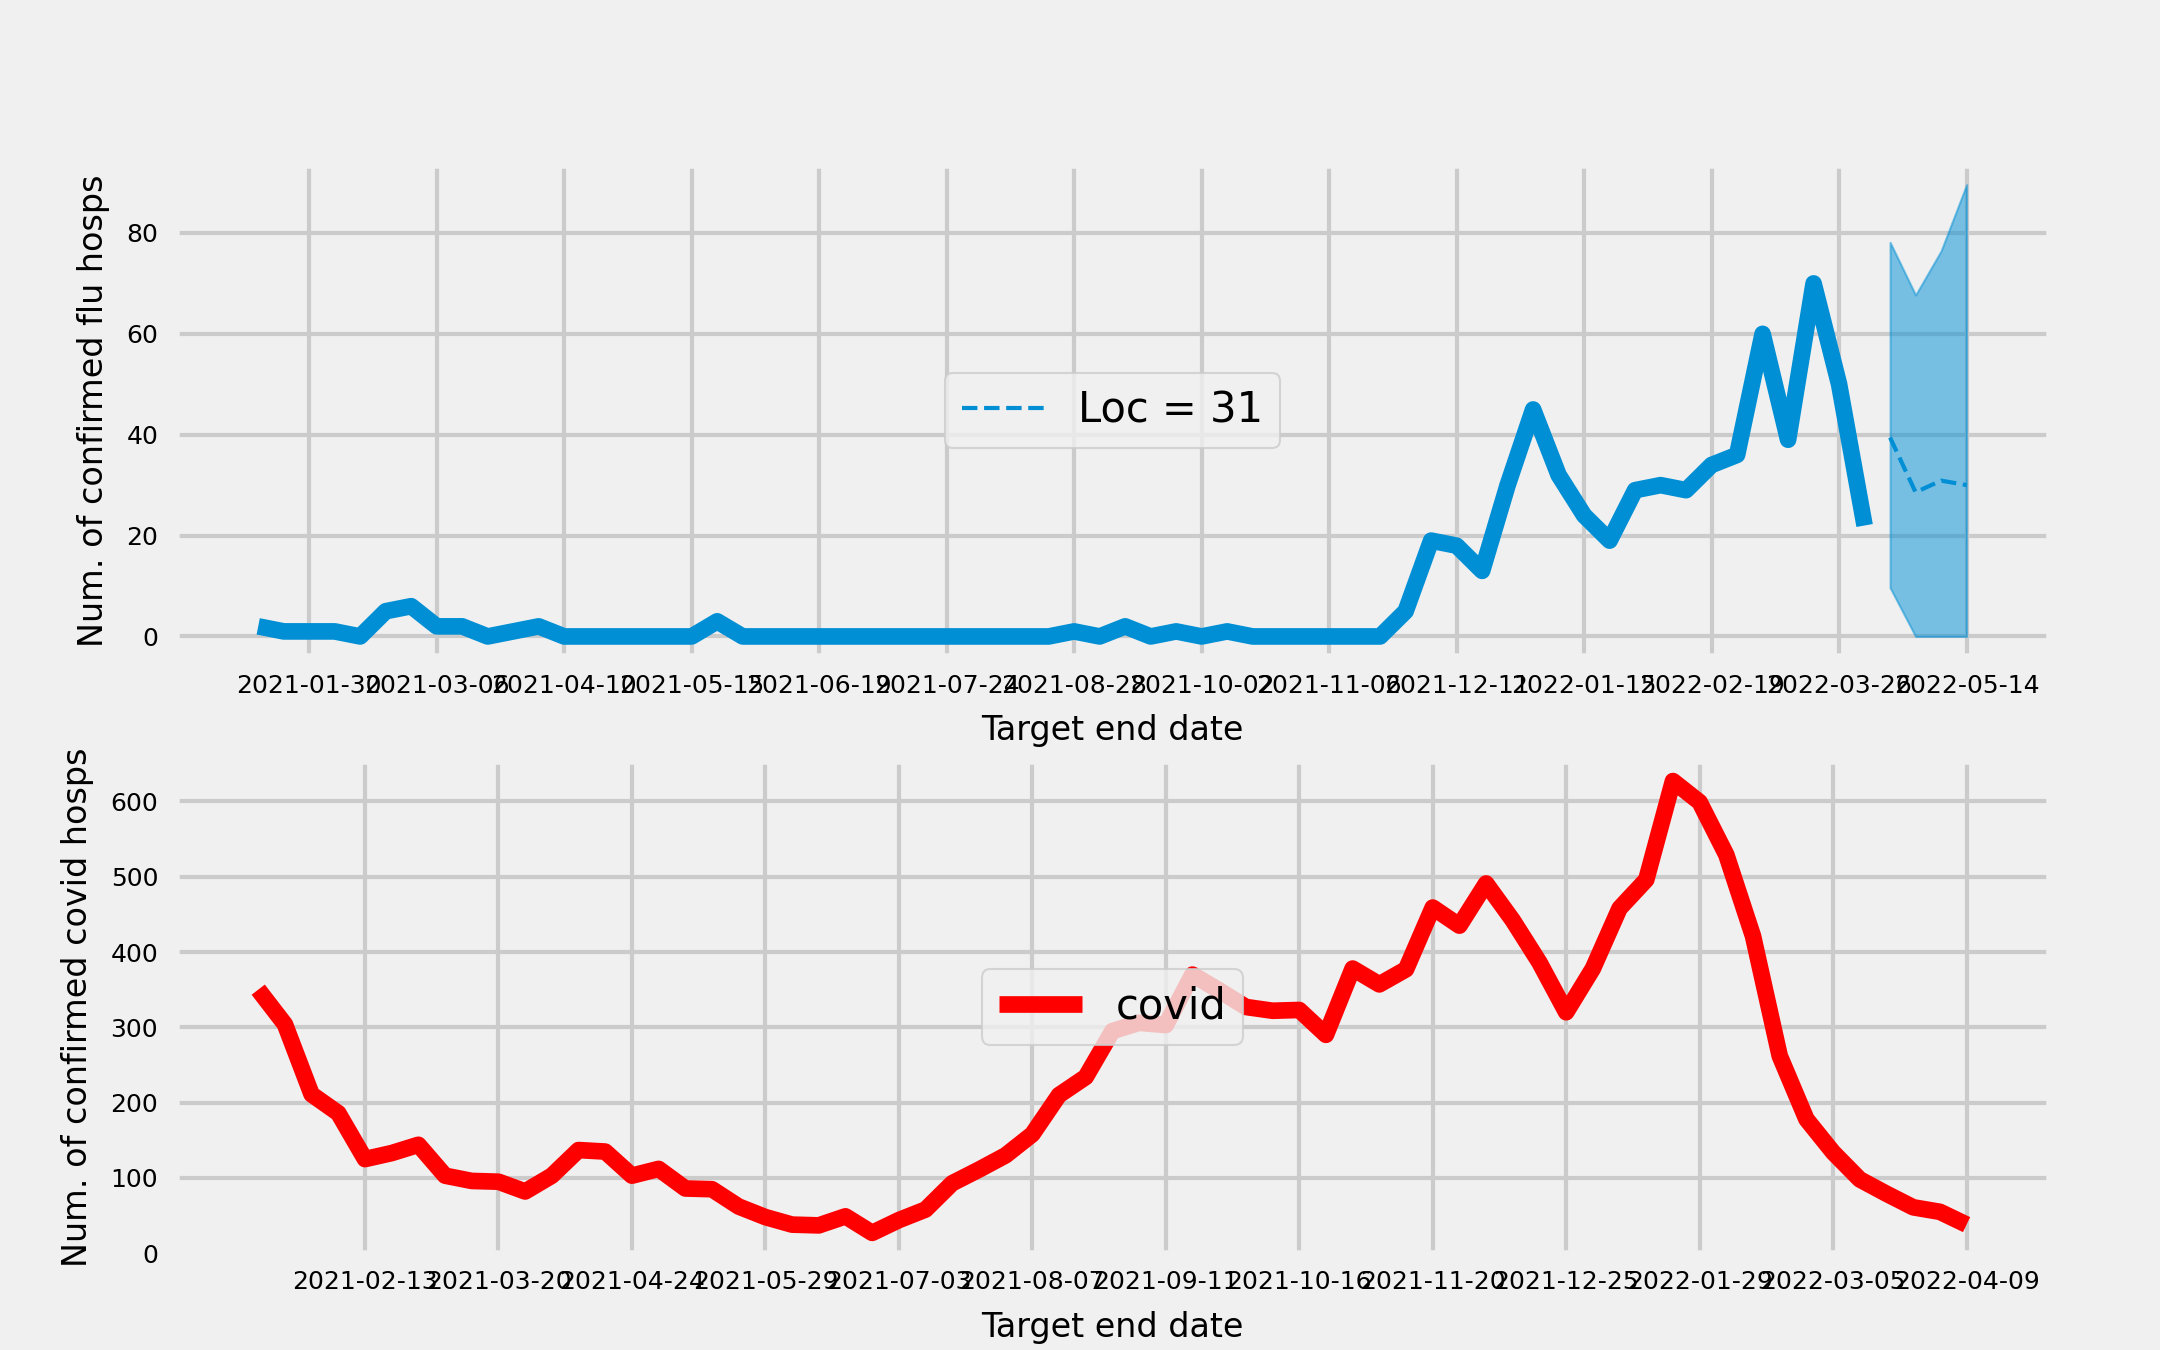 Num. of confirmed flu hosps
80
60
40
20
0
Loc = 31
2021-01-30 2021-03-06 2021-04-10 2021-05-15 2021-06-19 2021-07-24 2021-08-28 2021-10-02 2021-11-06 2021-12-11 2022-01-15 2022-02-19 2022-03-26 2022-05-14
Target end date
Num. of confirmed covid hosps
600
500
400
300
200
100
0
covid
2021-02-13 2021-03-20 2021-04-24 2021-05-29 2021-07-03 2021-08-07 2021-09-11 2021-10-16 2021-11-20 2021-12-25 2022-01-29 2022-03-05 2022-04-09
Target end date